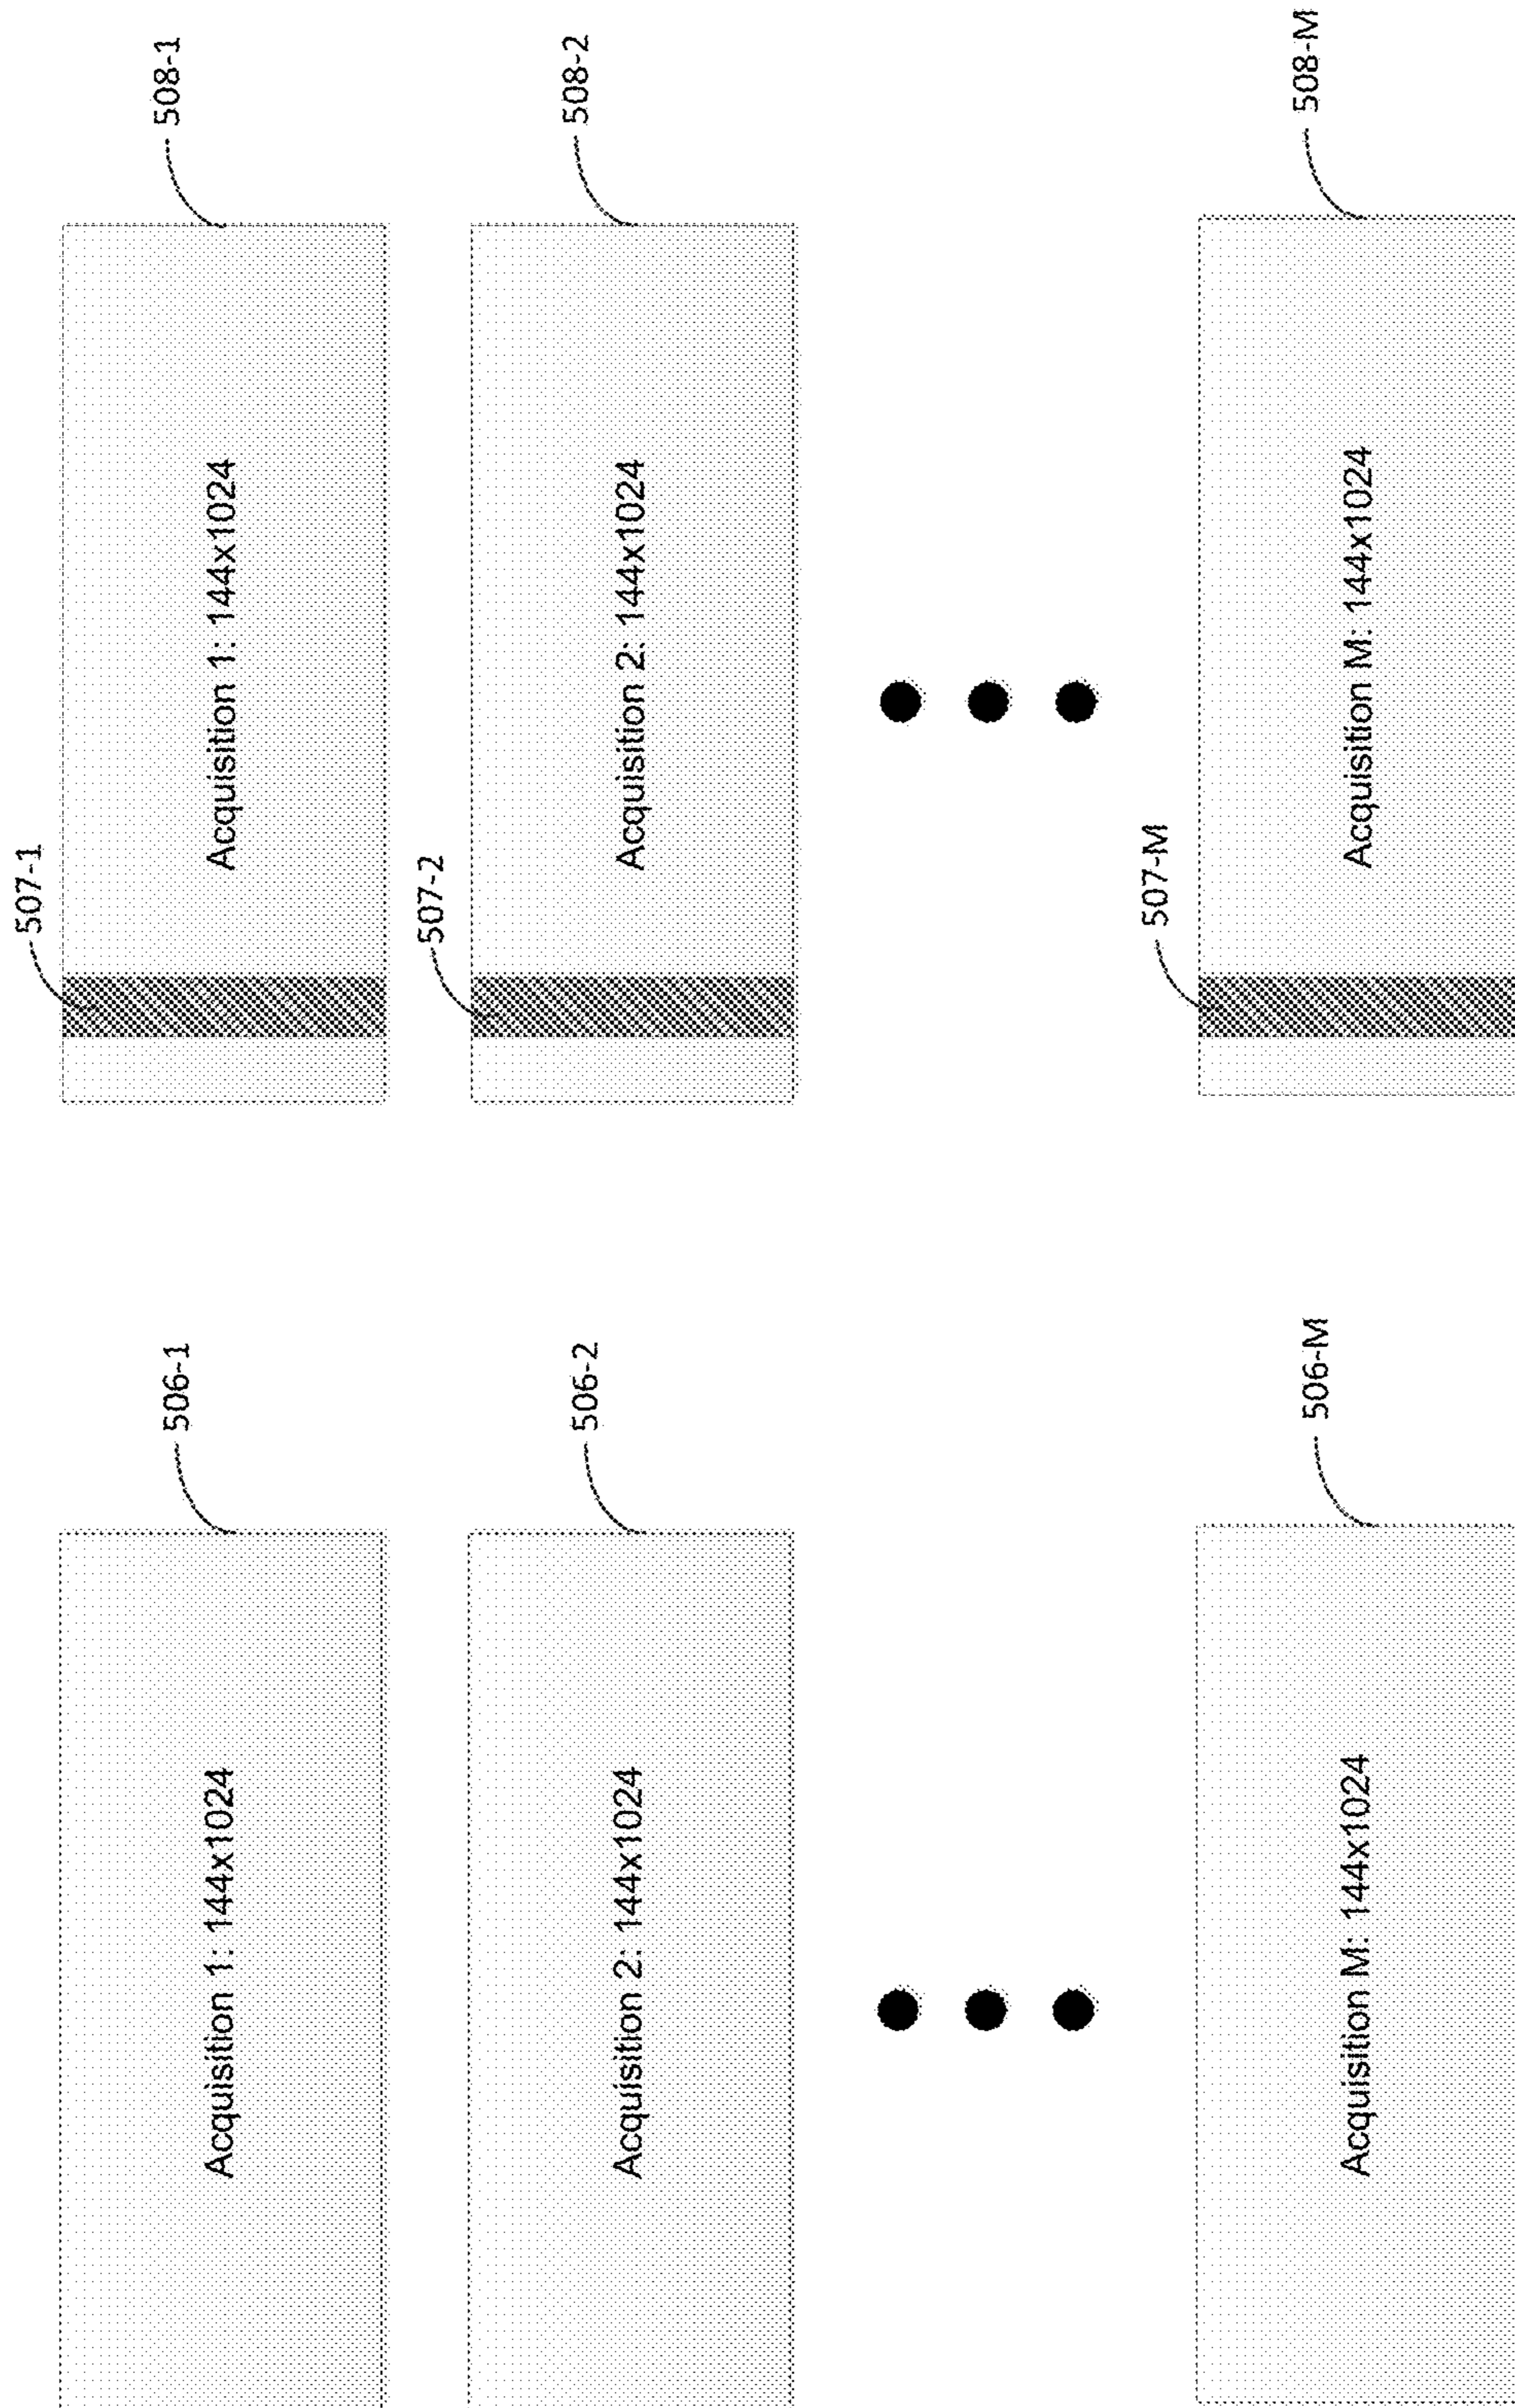 506-1
Acquisition 1: 144x1024
506-2
Acquisition 2: 144x1024
506-M
Acquisition M: 144x1024
507-1
508-1
Acquisition 1: 144x1024
507-2
508-2
Acquisition 2: 144x1024
507-M
508-M
Acquisition M: 144x1024